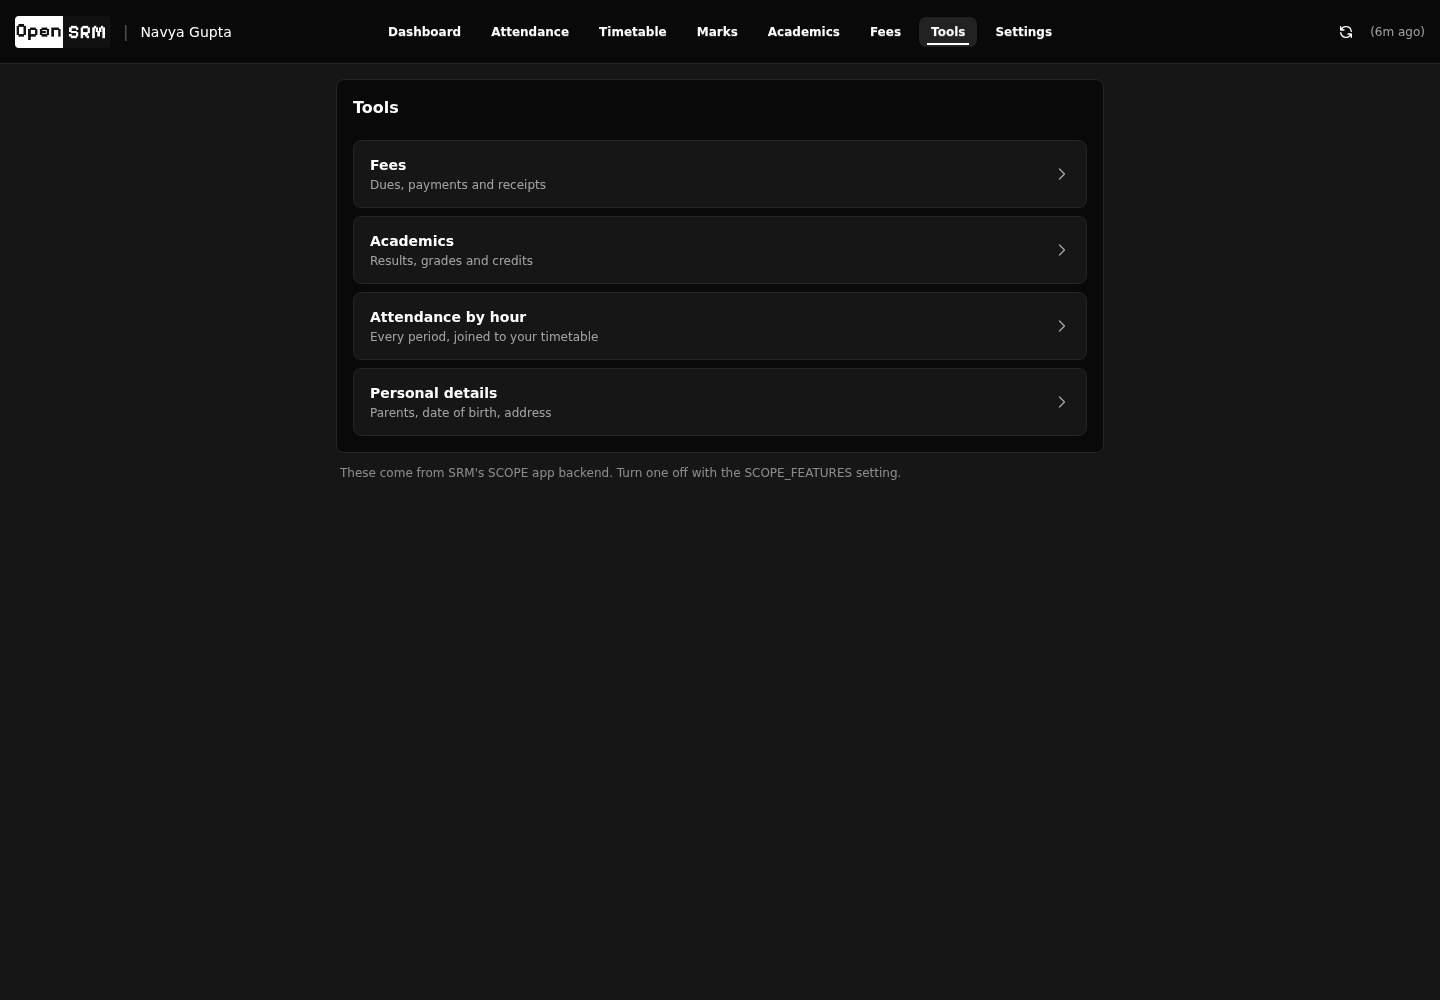 Open SRM | Navya Gupta
Dashboard Attendance Timetable Marks Academics Fees Tools Settings
(6m ago)
Tools
Fees
Dues, payments and receipts
Academics
Results, grades and credits
Attendance by hour
Every period, joined to your timetable
Personal details
Parents, date of birth, address
These come from SRM's SCOPE app backend. Turn one off with the SCOPE_FEATURES setting.